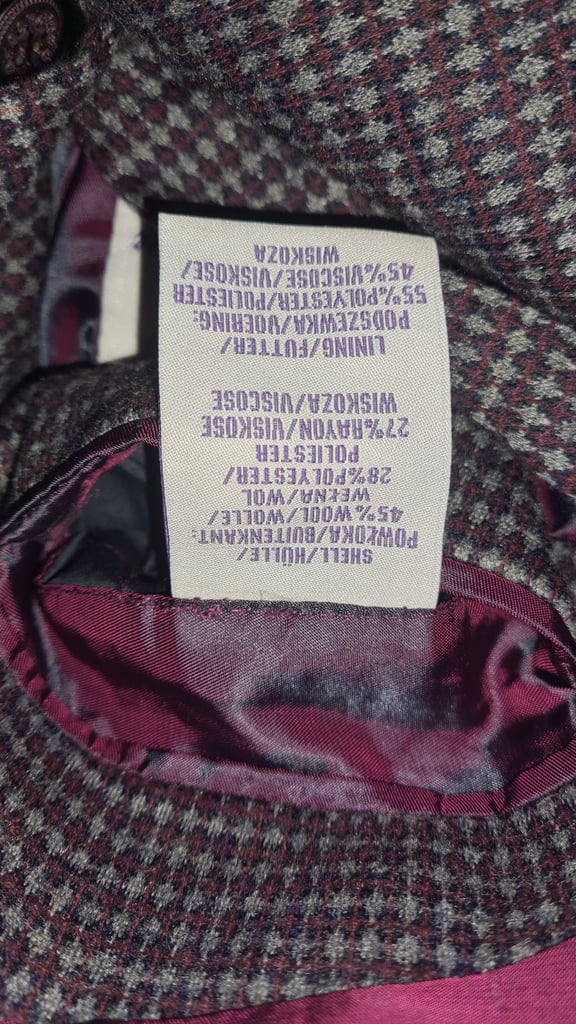 SHELL/HÜLLE/
POWŁOKA/BUITENKANT:
45%WOOL/WOLLE/
WEŁNA/WOL
28%POLYESTER/
POLIESTER
27%RAYON/VISKOSE
WISKOZA/VISCOSE
LINING/FUTTER/
PODSZEWKA/VOERING:
55%POLYESTER/POLIESTER
45%VISCOSE/VISKOSE/
WISKOZA